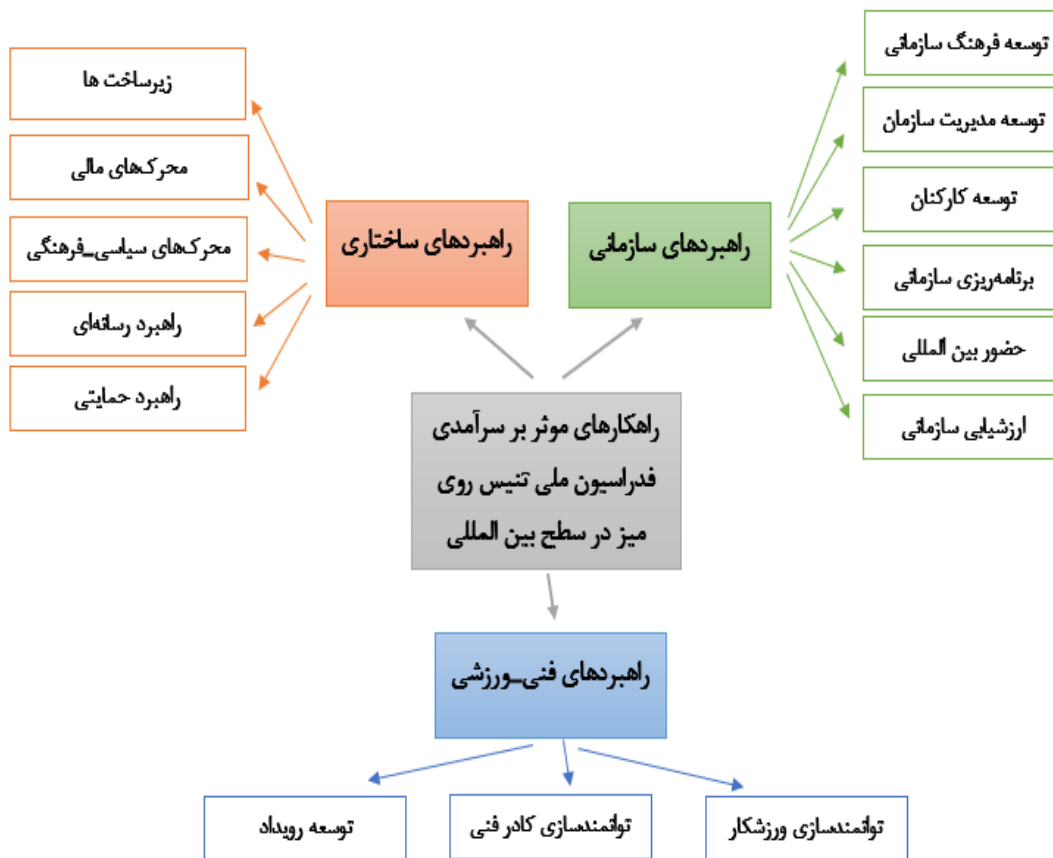 توسعه فرهنگ سازمانی
توسعه مدیریت سازمان
توسعه کارکنان
برنامه‌ریزی سازمانی
حضور بین المللی
ارزشیابی سازمانی
راهبردهای سازمانی
راهبردهای ساختاری
زیرساخت ها
محرک‌های مالی
محرک‌های سیاسی_فرهنگی
راهبرد رسانه‌ای
راهبرد حمایتی
راهکارهای موثر بر سرآمدی
فدراسیون ملی تنیس روی
میز در سطح بین المللی
راهبردهای فنی_ورزشی
توانمندسازی ورزشکار
توانمندسازی کادر فنی
توسعه رویداد